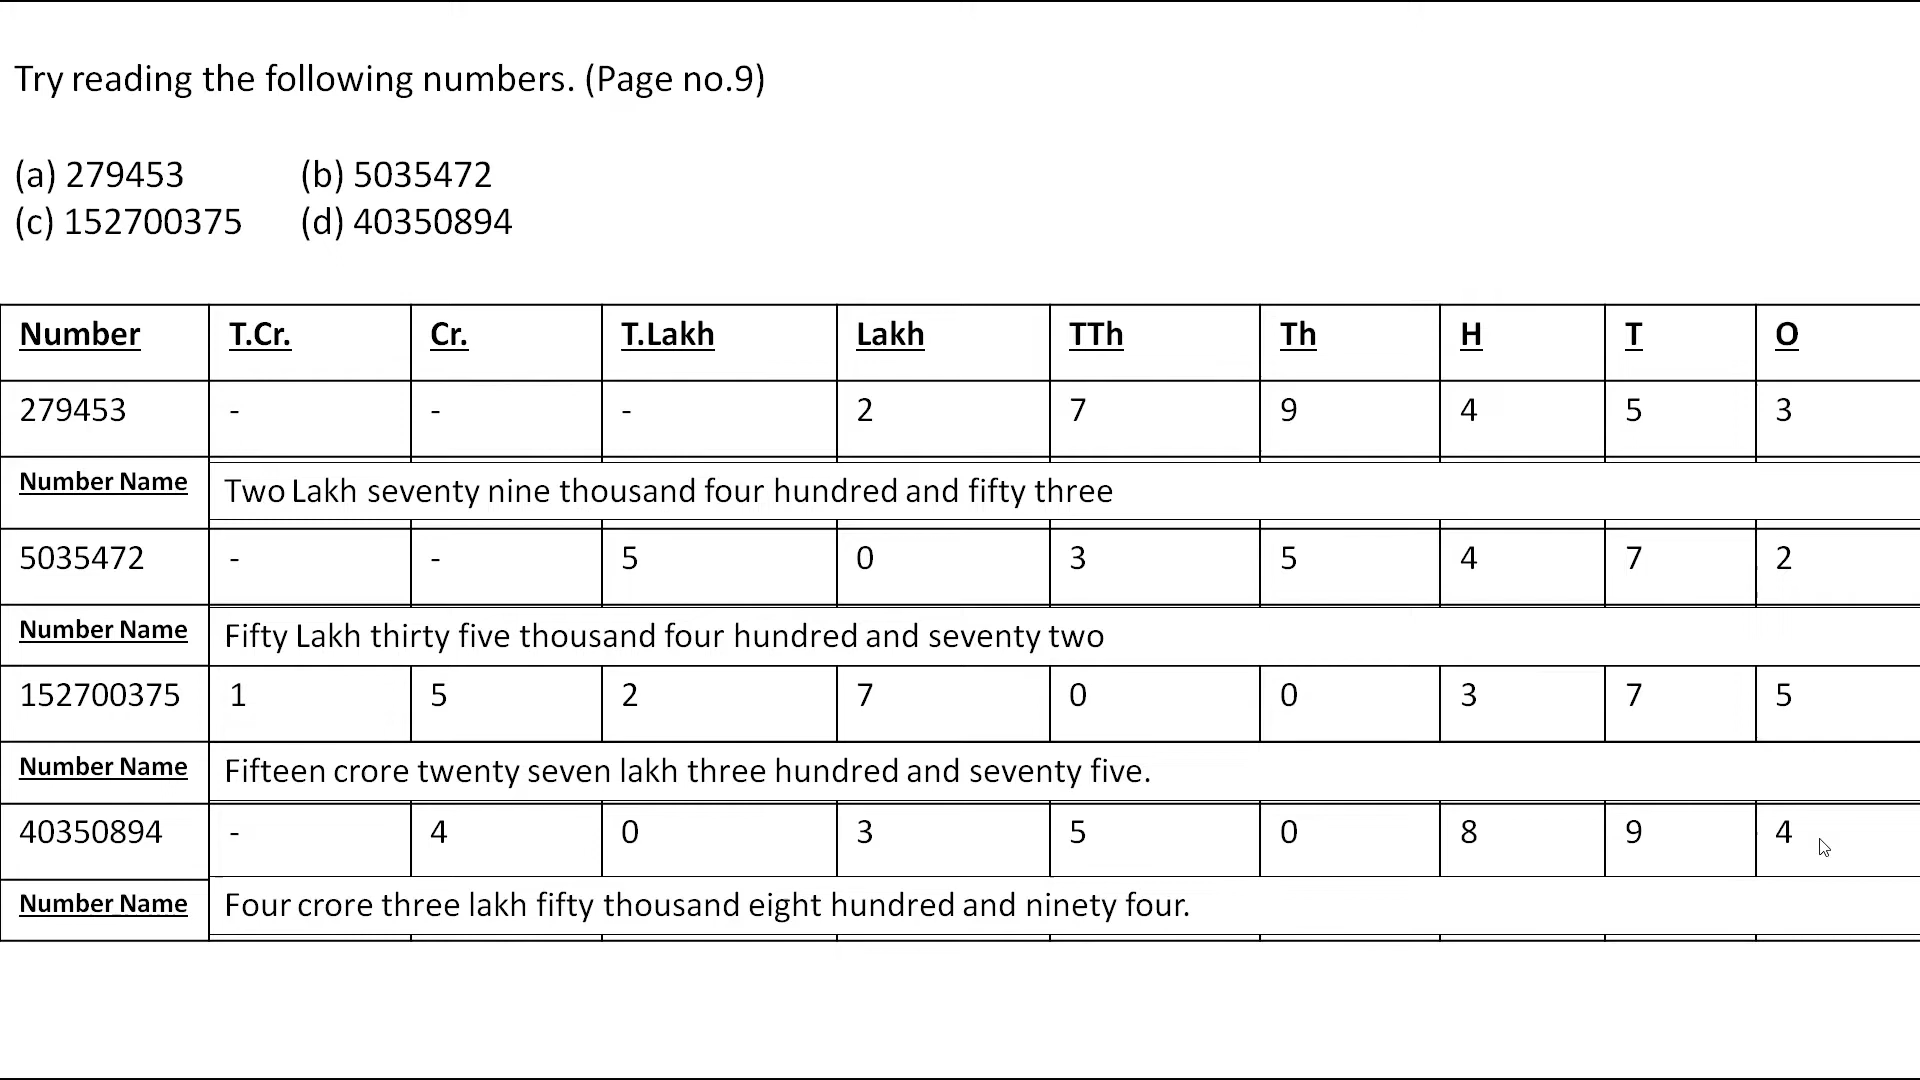 Try reading the following numbers. (Page no.9)
(a) 279453 (b) 5035472
(c) 152700375 (d) 40350894
Number T.Cr. Cr. T.Lakh Lakh TTh Th H T O
279453 - - - 2 7 9 4 5 3
Number Name Two Lakh seventy nine thousand four hundred and fifty three
5035472 - - 5 0 3 5 4 7 2
Number Name Fifty Lakh thirty five thousand four hundred and seventy two
152700375 1 5 2 7 0 0 3 7 5
Number Name Fifteen crore twenty seven lakh three hundred and seventy five.
40350894 - 4 0 3 5 0 8 9 4
Number Name Four crore three lakh fifty thousand eight hundred and ninety four.